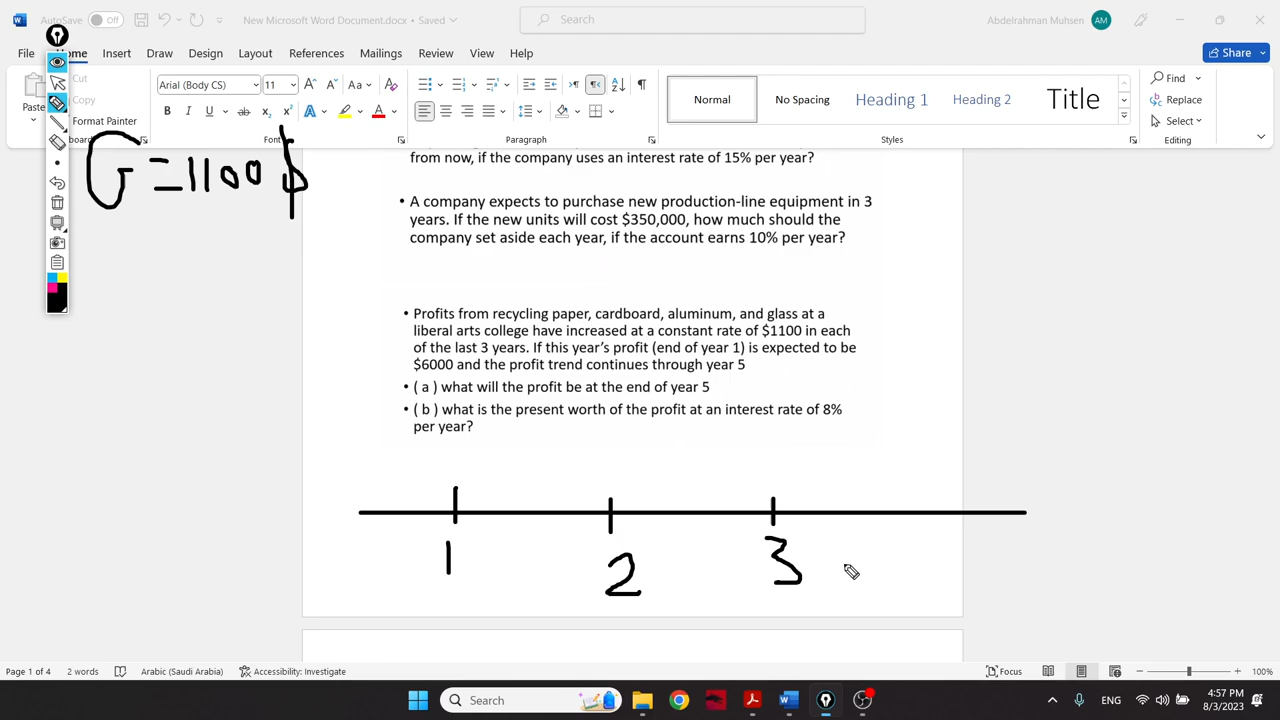 AutoSave Off New Microsoft Word Document.docx • Saved Search Abdelrahman Muhsen AM
File Home Insert Draw Design Layout References Mailings Review View Help Share
Paste Cut Copy Format Painter
Arial (Body CS) 11
Normal No Spacing Heading 1 Heading 2 Title
Find Replace Select
Font Paragraph Styles Editing
G = 1100 $
from now, if the company uses an interest rate of 15% per year?
• A company expects to purchase new production-line equipment in 3
years. If the new units will cost $350,000, how much should the
company set aside each year, if the account earns 10% per year?
• Profits from recycling paper, cardboard, aluminum, and glass at a
liberal arts college have increased at a constant rate of $1100 in each
of the last 3 years. If this year's profit (end of year 1) is expected to be
$6000 and the profit trend continues through year 5
• ( a ) what will the profit be at the end of year 5
• ( b ) what is the present worth of the profit at an interest rate of 8%
per year?
1 2 3
Page 1 of 4 2 words Arabic (Saudi Arabia) Accessibility: Investigate Focus 100%
Search ENG 4:57 PM
8/3/2023